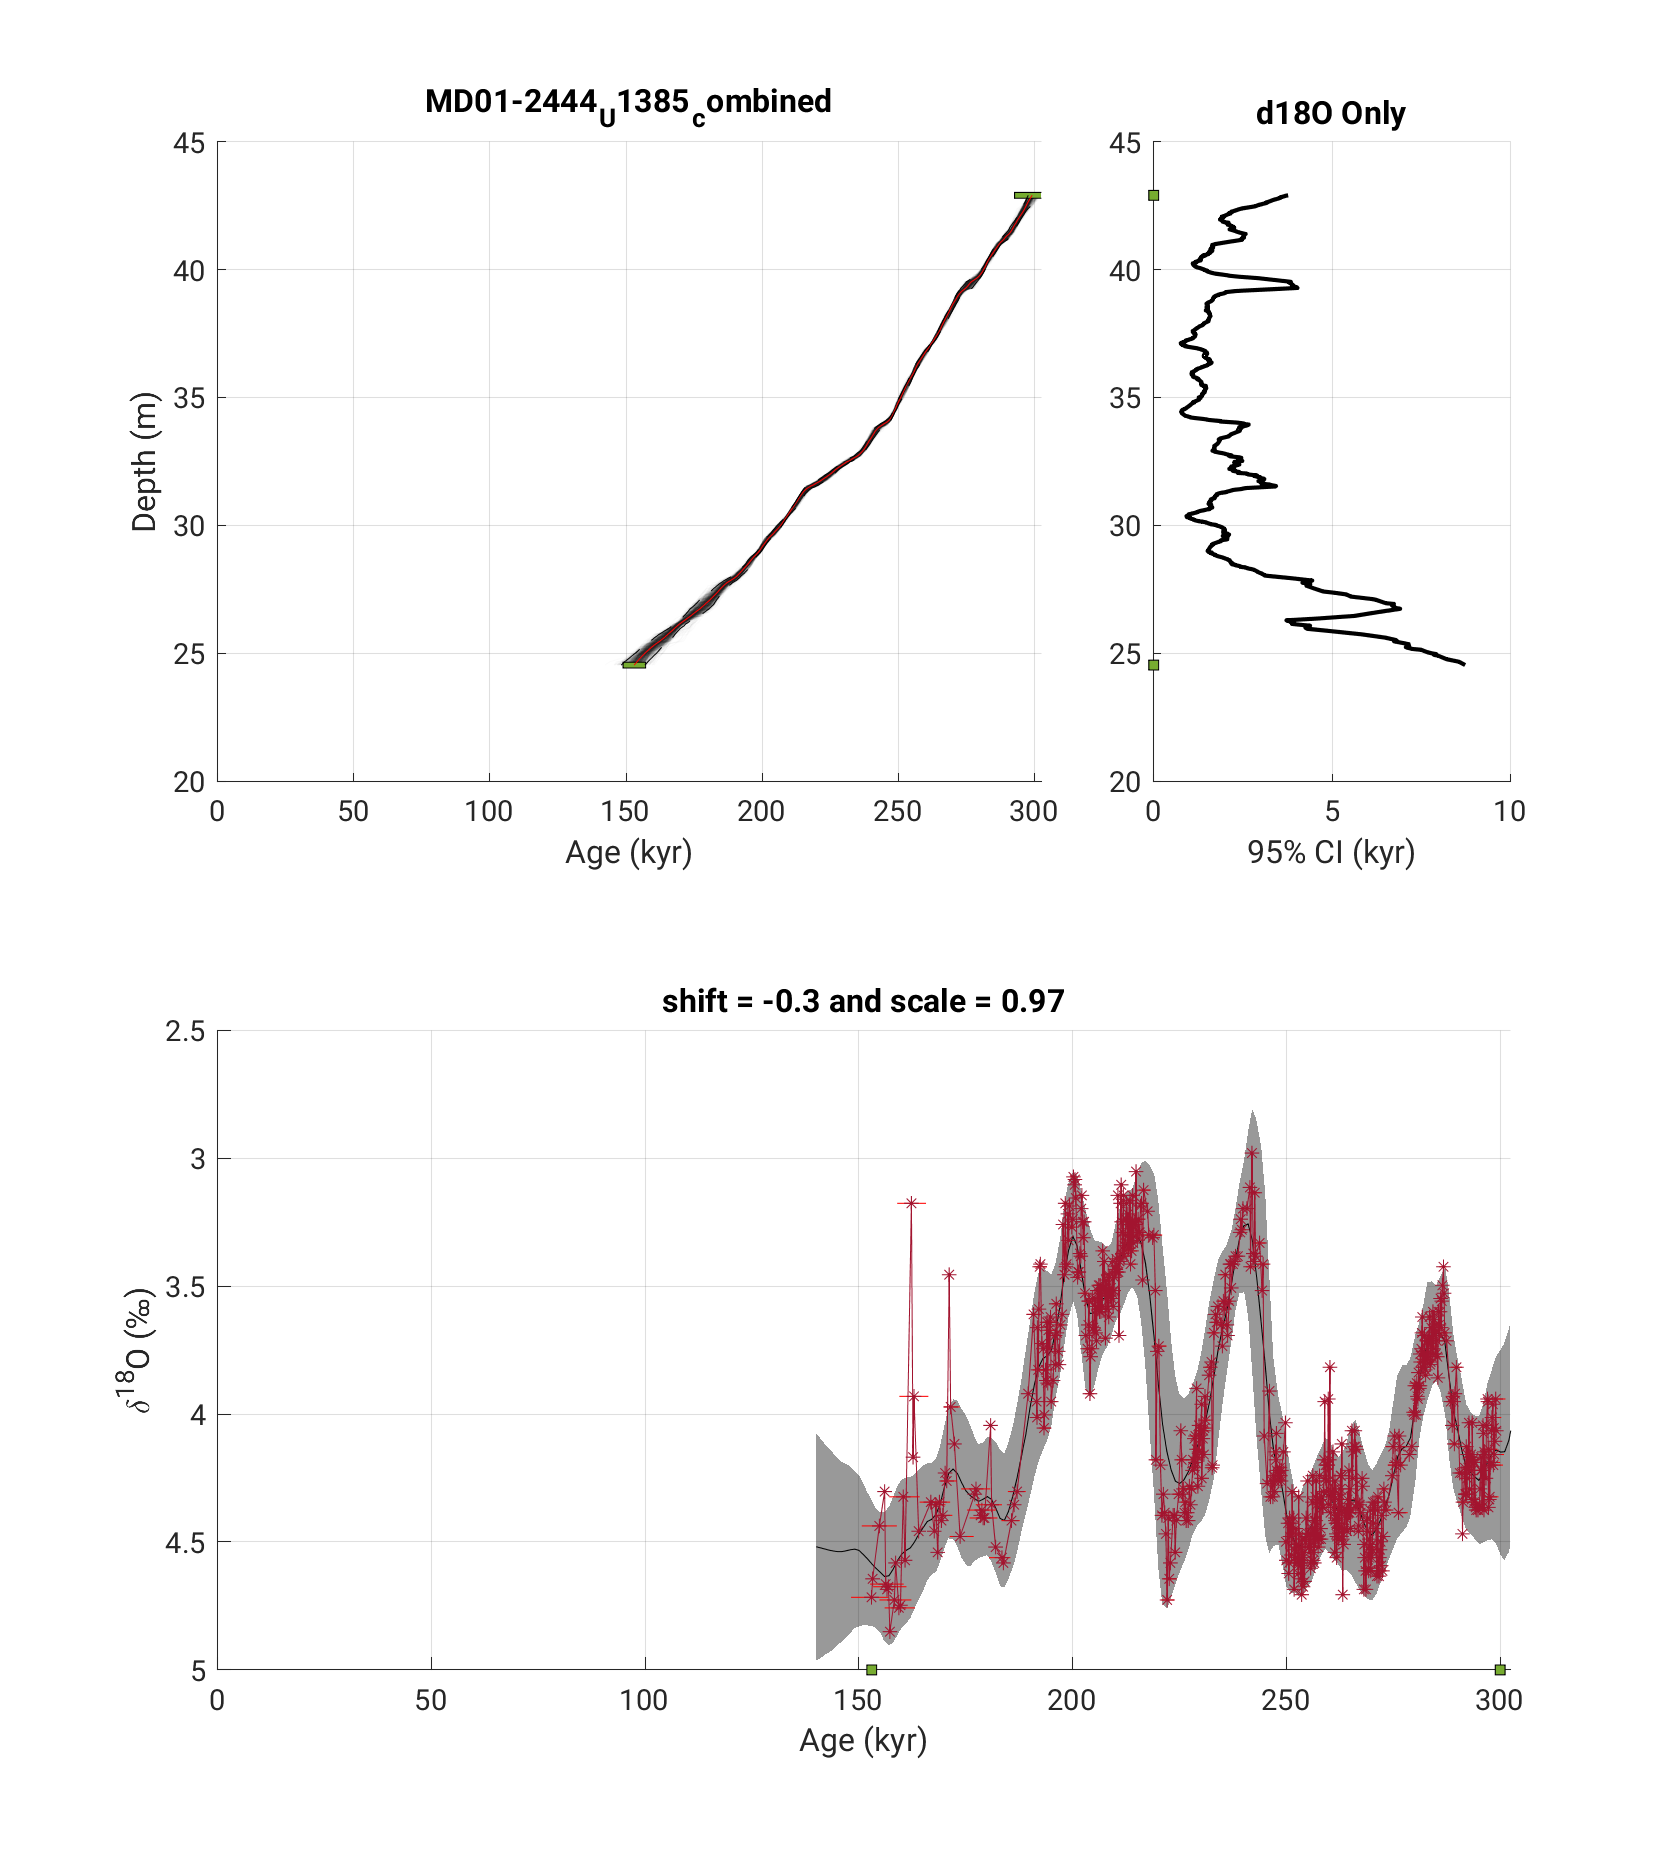 MD01-2444U1385combined
d18O Only
45
40
35
30
25
20
Depth (m)
0 50 100 150 200 250 300
Age (kyr)
45
40
35
30
25
20
0 5 10
95% CI (kyr)
shift = -0.3 and scale = 0.97
2.5
3
3.5
4
4.5
5
δ18O (‰)
0 50 100 150 200 250 300
Age (kyr)